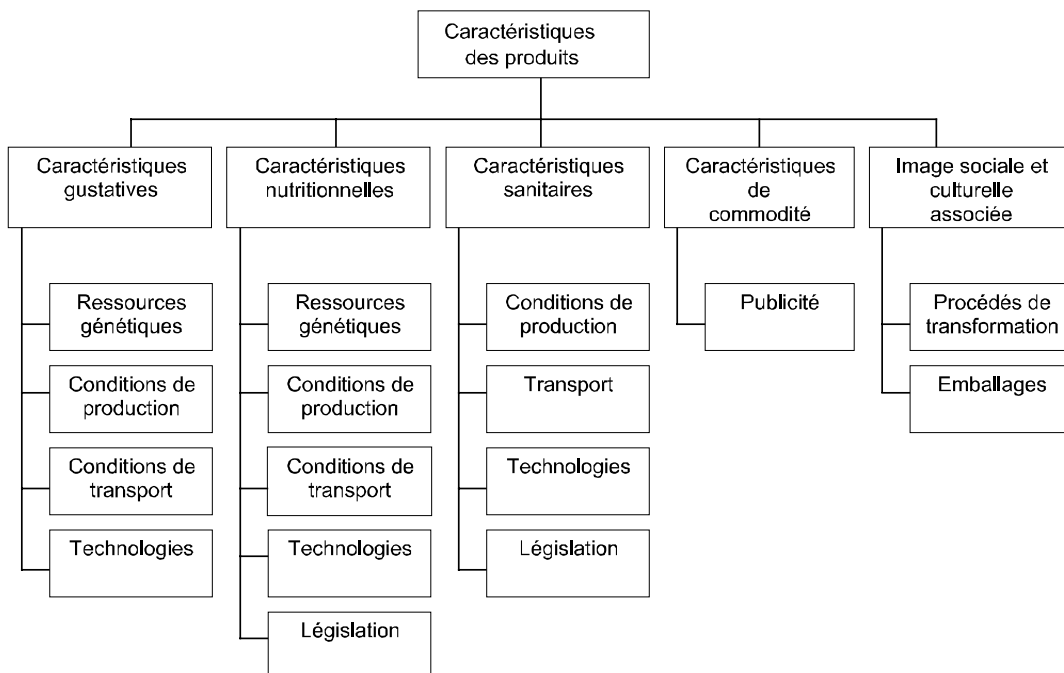 Caractéristiques
des produits
Caractéristiques
gustatives
Ressources
génétiques
Conditions de
production
Conditions de
transport
Technologies
Caractéristiques
nutritionnelles
Ressources
génétiques
Conditions de
production
Conditions de
transport
Technologies
Législation
Caractéristiques
sanitaires
Conditions de
production
Transport
Technologies
Législation
Caractéristiques
de
commodité
Publicité
Image sociale et
culturelle
associée
Procédés de
transformation
Emballages